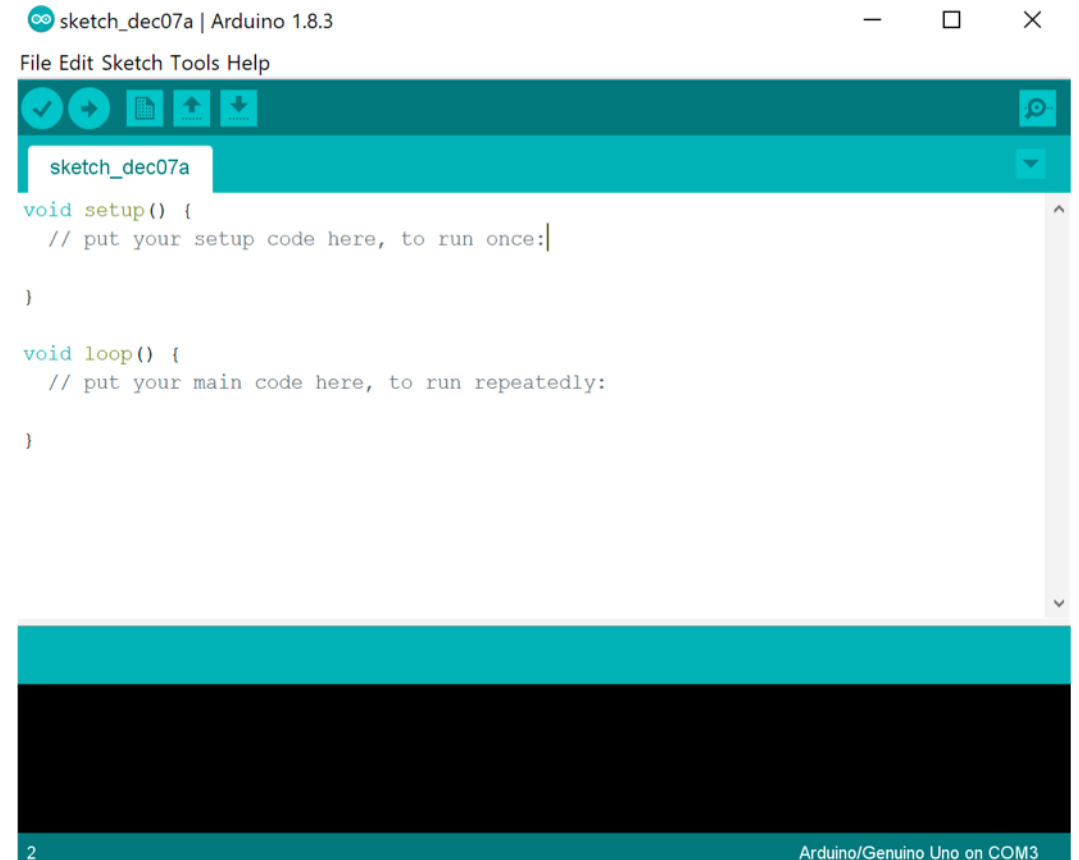 sketch_dec07a | Arduino 1.8.3
File Edit Sketch Tools Help
sketch_dec07a
void setup() {
  // put your setup code here, to run once:
}
void loop() {
  // put your main code here, to run repeatedly:
}
2
Arduino/Genuino Uno on COM3